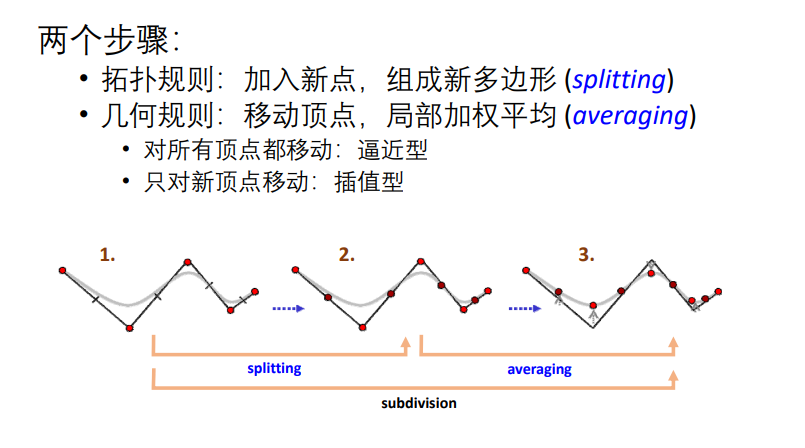 两个步骤：
• 拓扑规则：加入新点，组成新多边形 (splitting)
• 几何规则：移动顶点，局部加权平均 (averaging)
• 对所有顶点都移动：逼近型
• 只对新顶点移动：插值型
1. 2. 3.
splitting averaging
subdivision